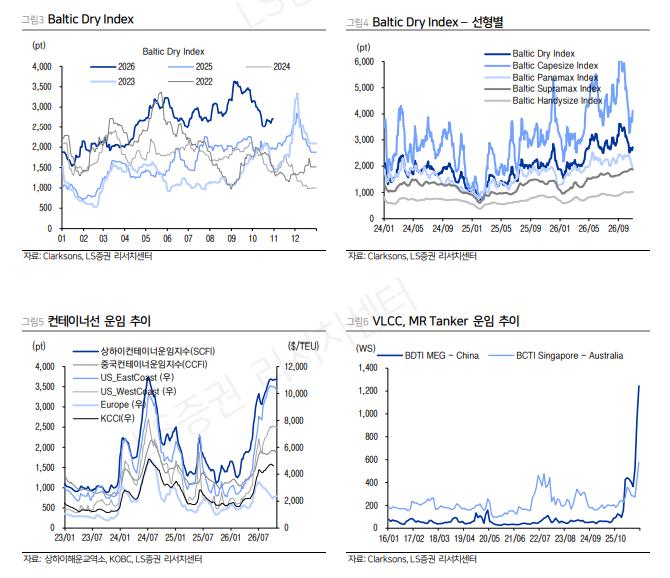 그림3 Baltic Dry Index
(pt)
Baltic Dry Index
2026 2025 2024
2023 2022
4,000
3,500
3,000
2,500
2,000
1,500
1,000
500
0
01 02 03 04 05 06 07 08 09 10 11 12
자료: Clarksons, LS증권 리서치센터
그림4 Baltic Dry Index – 선형별
(pt)
Baltic Dry Index
Baltic Capesize Index
Baltic Panamax Index
Baltic Supramax Index
Baltic Handysize Index
6,000
5,000
4,000
3,000
2,000
1,000
0
24/01 24/05 24/09 25/01 25/05 25/09 26/01 26/05 26/09
자료: Clarksons, LS증권 리서치센터
그림5 컨테이너선 운임 추이
(pt) ($/TEU)
상하이컨테이너운임지수(SCFI)
중국컨테이너운임지수(CCFI)
US_EastCoast (우)
US_WestCoast (우)
Europe (우)
KCCI(우)
4,000 12,000
3,500 10,000
3,000
2,500 8,000
2,000 6,000
1,500 4,000
1,000
500 2,000
0 0
23/01 23/07 24/01 24/07 25/01 25/07 26/01 26/07
자료: 상하이해운교역소, KOBC, LS증권 리서치센터
그림6 VLCC, MR Tanker 운임 추이
(WS)
BDTI MEG – China BCTI Singapore – Australia
1,400
1,200
1,000
800
600
400
200
0
16/01 17/02 18/03 19/04 20/05 21/06 22/07 23/08 24/09 25/10
자료: Clarksons, LS증권 리서치센터
증권 리서치센터